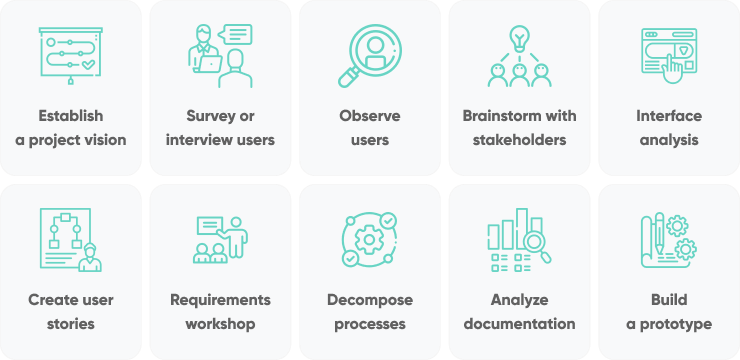 Establish
a project vision
Survey or
interview users
Observe
users
Brainstorm with
stakeholders
Interface
analysis
Create user
stories
Requirements
workshop
Decompose
processes
Analyze
documentation
Build
a prototype